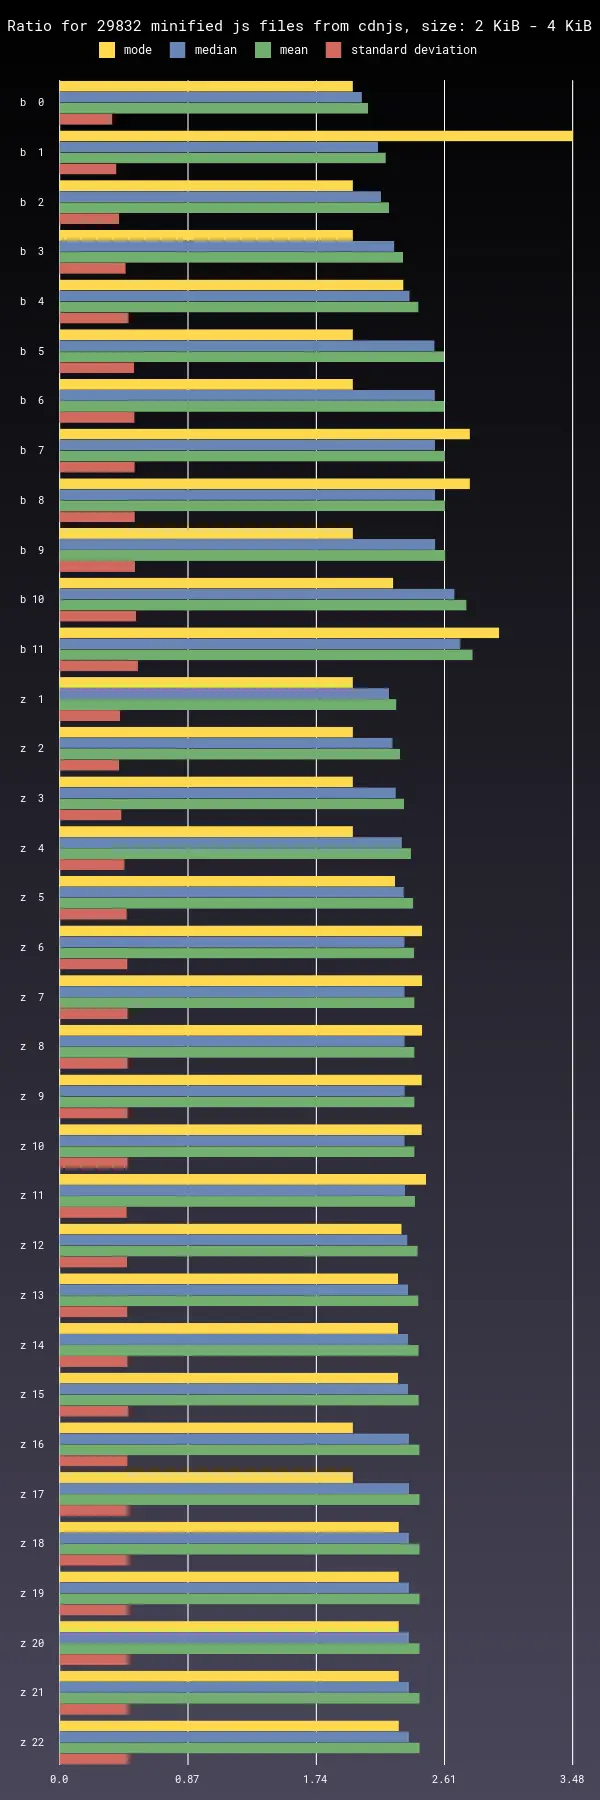 Ratio for 29832 minified js files from cdnjs, size: 2 KiB - 4 KiB
mode median mean standard deviation
b 0
b 1
b 2
b 3
b 4
b 5
b 6
b 7
b 8
b 9
b 10
b 11
z 1
z 2
z 3
z 4
z 5
z 6
z 7
z 8
z 9
z 10
z 11
z 12
z 13
z 14
z 15
z 16
z 17
z 18
z 19
z 20
z 21
z 22
0.0 0.87 1.74 2.61 3.48